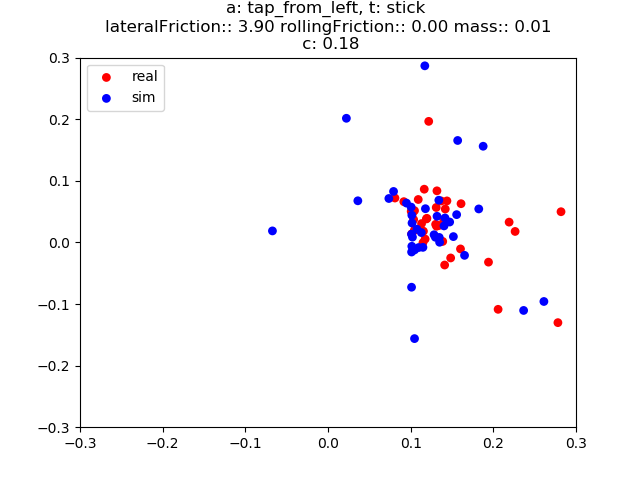 a: tap_from_left, t: stick
lateralFriction:: 3.90 rollingFriction:: 0.00 mass:: 0.01
c: 0.18
real
sim
0.3
0.2
0.1
0.0
−0.1
−0.2
−0.3
−0.3 −0.2 −0.1 0.0 0.1 0.2 0.3